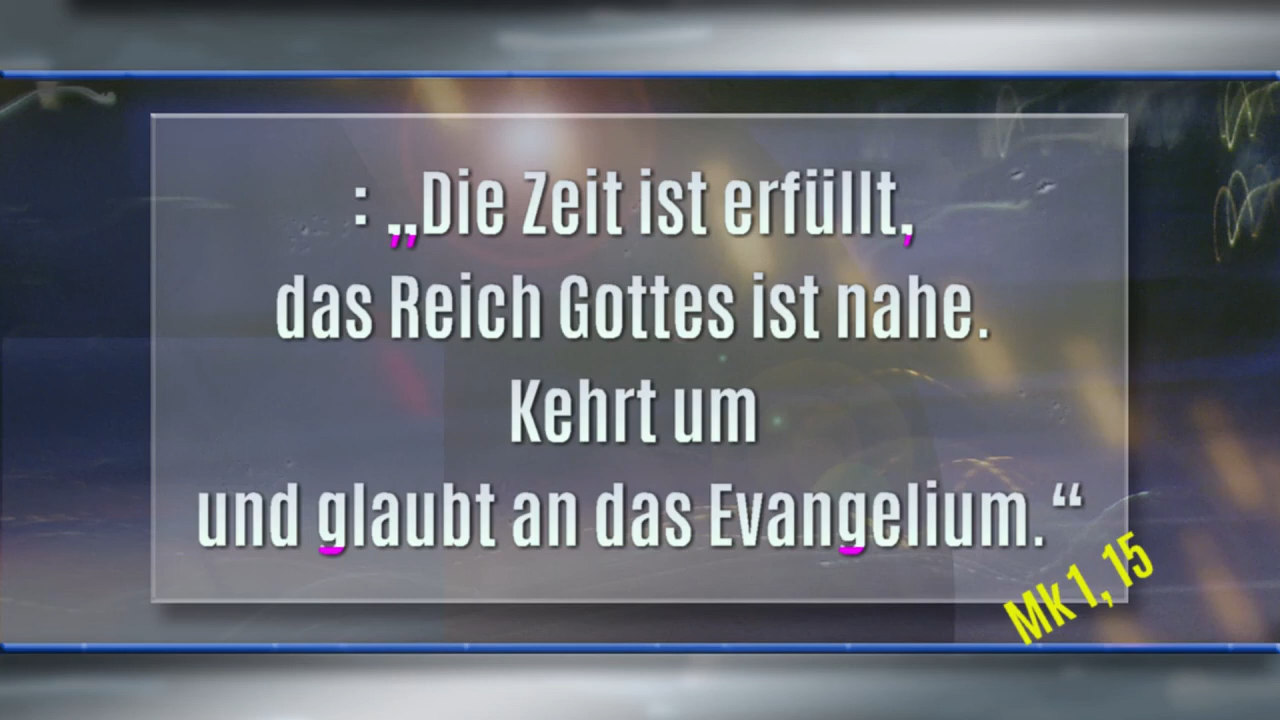 : „Die Zeit ist erfüllt,
das Reich Gottes ist nahe.
Kehrt um
und glaubt an das Evangelium.“
Mk 1, 15